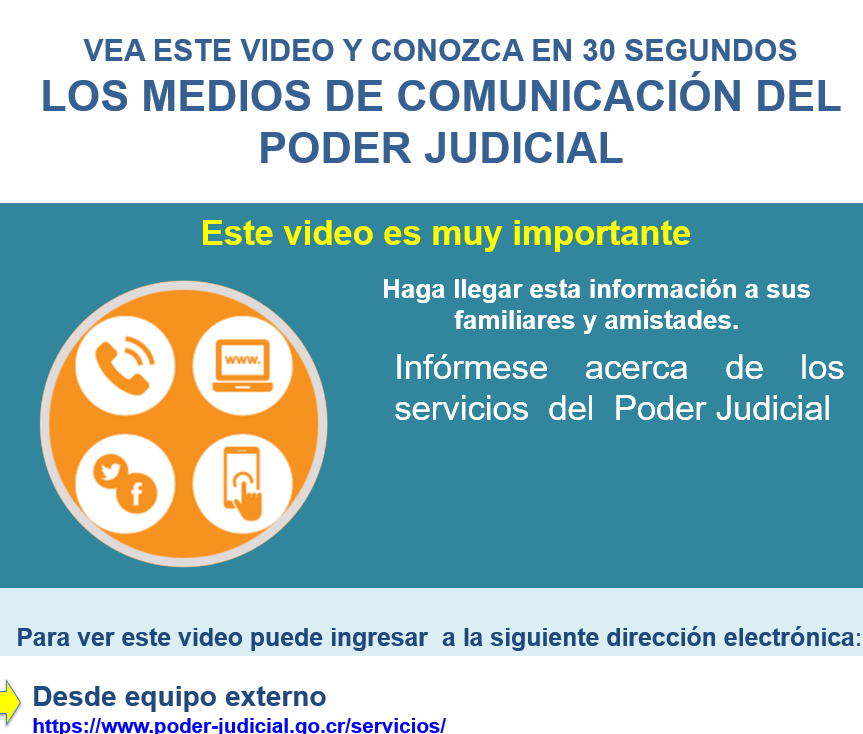 VEA ESTE VIDEO Y CONOZCA EN 30 SEGUNDOS
LOS MEDIOS DE COMUNICACIÓN DEL
PODER JUDICIAL
Este video es muy importante
Haga llegar esta información a sus
familiares y amistades.
Infórmese acerca de los
servicios del Poder Judicial
www.
Para ver este video puede ingresar a la siguiente dirección electrónica:
Desde equipo externo
https://www.poder-judicial.go.cr/servicios/